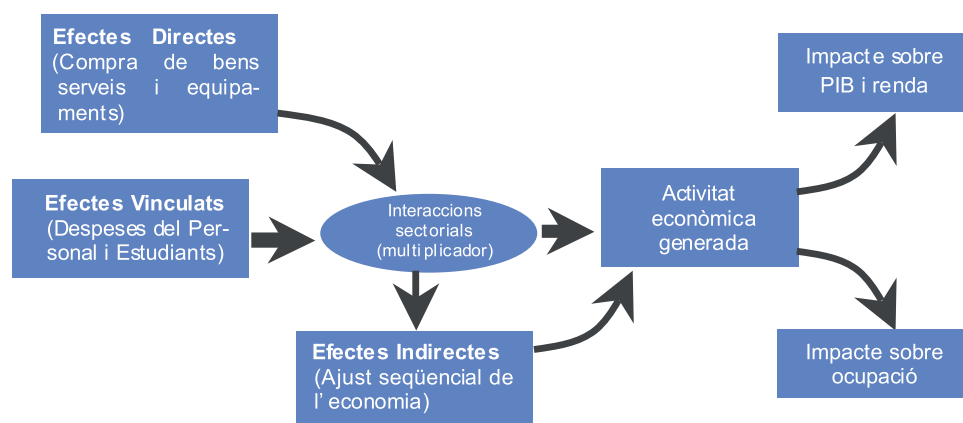 Efectes Directes
(Compra de bens
serveis i equipa-
ments)
Efectes Vinculats
(Despeses del Per-
sonal i Estudiants)
Interaccions
sectorials
(multiplicador)
Efectes Indirectes
(Ajust seqüencial de
l’ economia)
Activitat
econòmica
generada
Impacte sobre
PIB i renda
Impacte sobre
ocupació